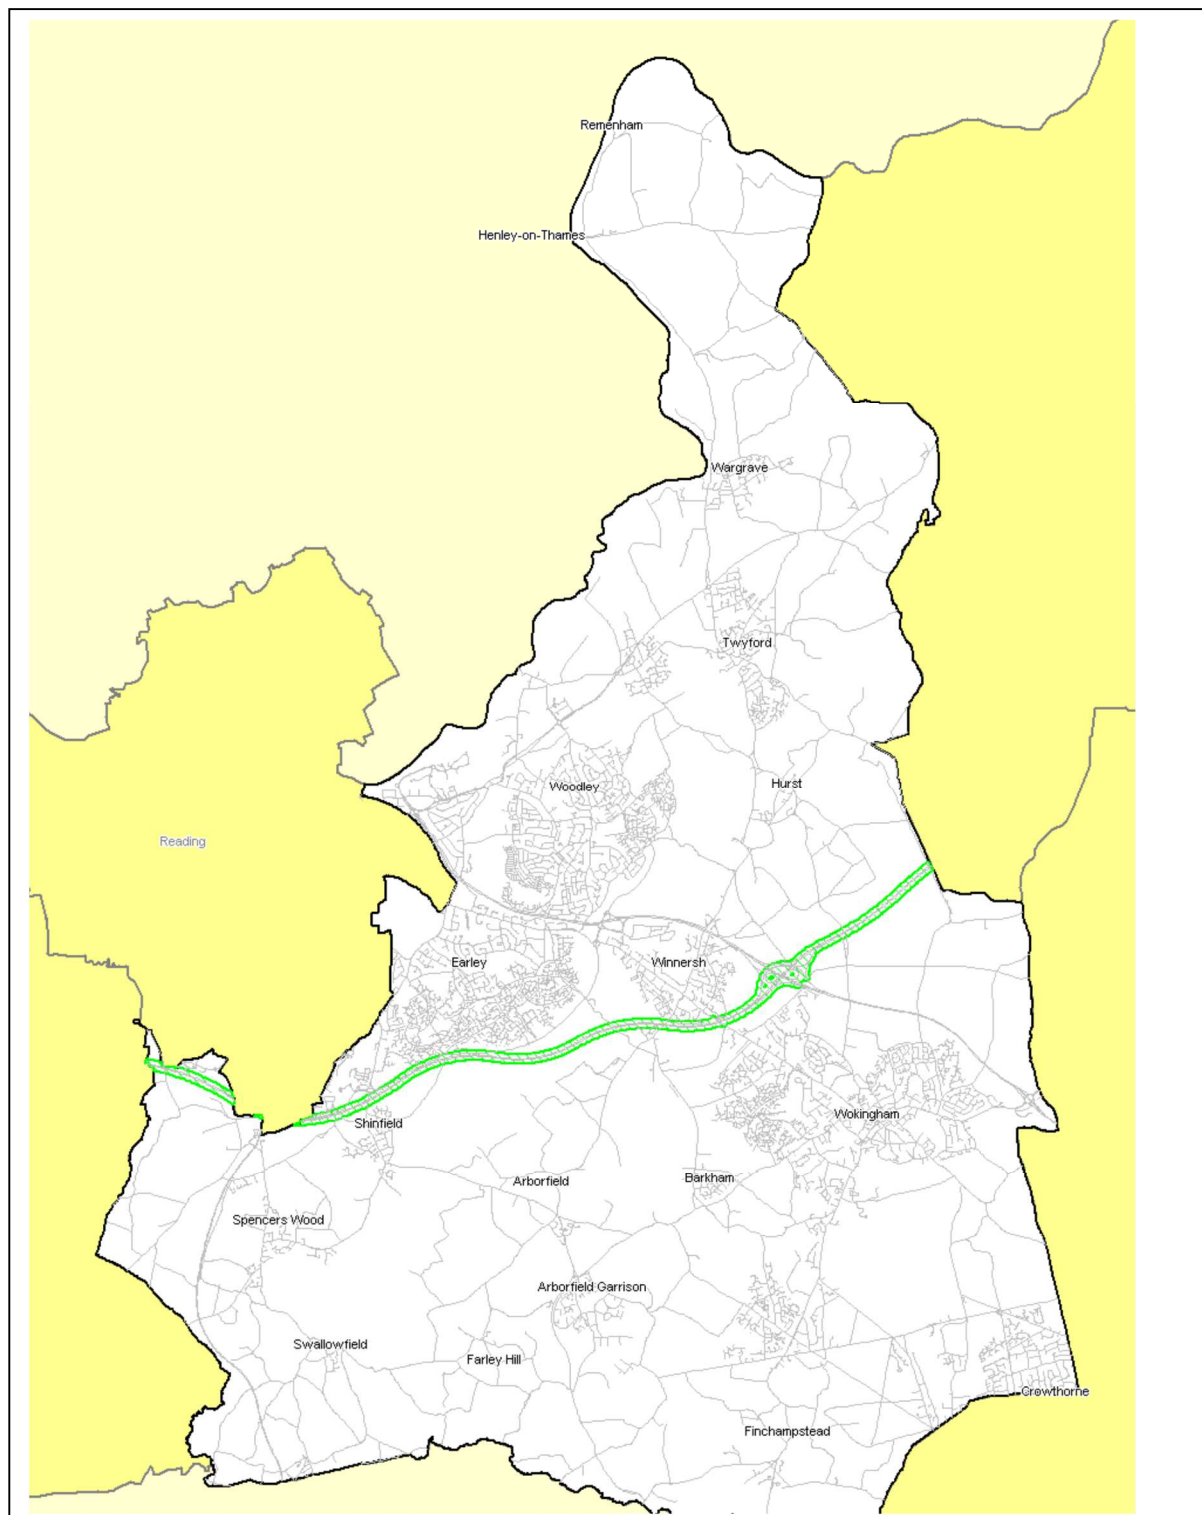 Remenham
Henley-on-Thames
Wargrave
Twyford
Woodley
Hurst
Reading
Earley
Winnersh
Shinfield
Wokingham
Arborfield
Barkham
Spencers Wood
Arborfield Garrison
Swallowfield
Farley Hill
Crowthorne
Finchampstead